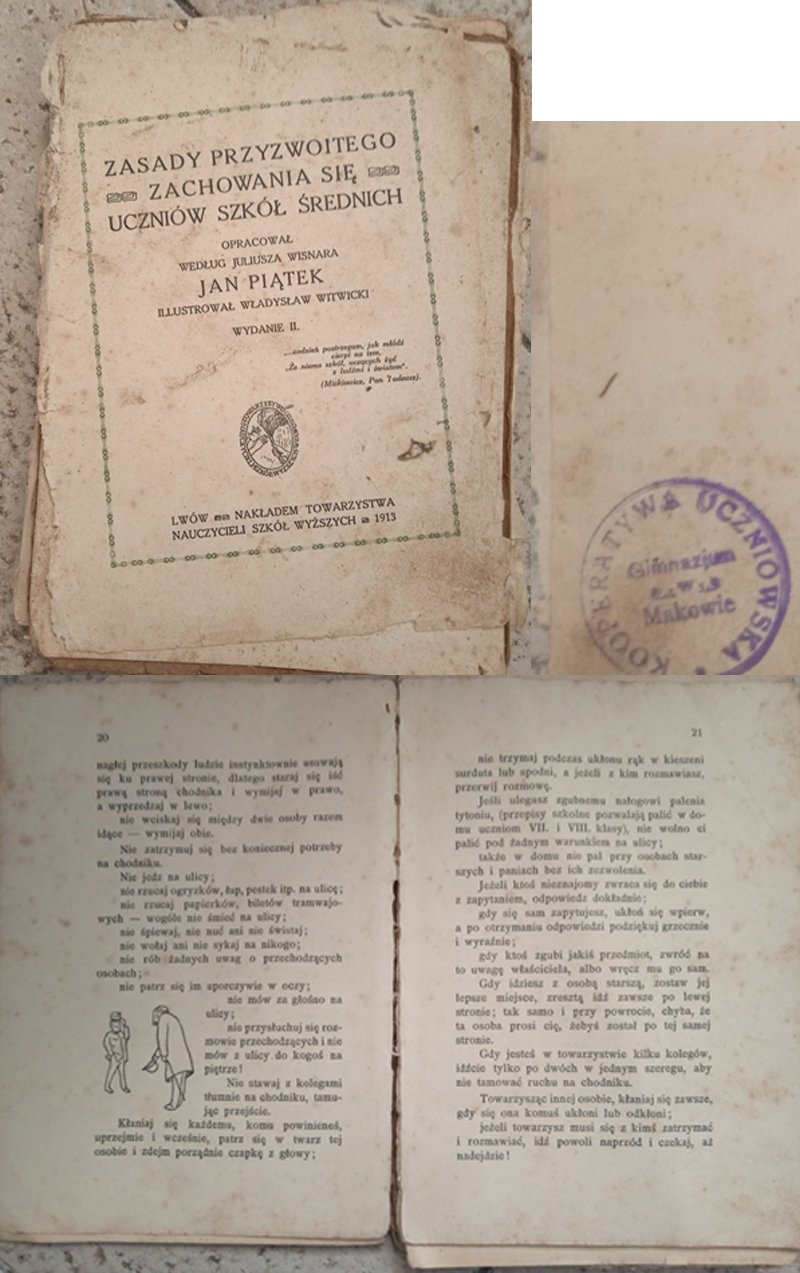 ZASADY PRZYZWOITEGO
ZACHOWANIA SIĘ
UCZNIÓW SZKÓŁ ŚREDNICH
OPRACOWAŁ
WEDŁUG JULIUSZA WISNARA
JAN PIĄTEK
ILLUSTROWAŁ WŁADYSŁAW WITWICKI
WYDANIE II.
„...codzień postrzegam, jak młódź
cierpi na tem,
„Że niema szkół, uczących żyć
z ludźmi i światem".
(Mickiewicz, Pan Tadeusz).
LWÓW NAKŁADEM TOWARZYSTWA
NAUCZYCIELI SZKÓŁ WYŻSZYCH 1913
KOOPERATYWA UCZNIOWSKA
Gimnazjum
Makowie
20
nagłej przeszkody ludzie instynktownie usuwają
się ku prawej stronie, dlatego staraj się iść
prawą stroną chodnika i wymijaj w prawo,
a wyprzedzaj w lewo;
nie wciskaj się między dwie osoby razem
idące — wymijaj obie.
Nie zatrzymuj się bez koniecznej potrzeby
na chodniku.
Nie jedz na ulicy;
nie rzucaj ogryzków, łup, pestek itp. na ulicę;
nie rzucaj papierków, biletów tramwajo-
wych — wogóle nie śmieć na ulicy;
nie śpiewaj, nie nuć ani nie świstaj;
nie wołaj ani nie sykaj na nikogo;
nie rób żadnych uwag o przechodzących
osobach;
nie patrz się im uporczywie w oczy;
nie mów za głośno na
ulicy;
nie przysłuchuj się roz-
mowie przechodzących i nie
mów z ulicy do kogoś na
piętrze!
Nie stawaj z kolegami
tłumnie na chodniku, tamu-
jąc przejście.
Kłaniaj się każdemu, komu powinieneś,
uprzejmie i wcześnie, patrz się w twarz tej
osobie i zdejm porządnie czapkę z głowy;
21
nie trzymaj podczas ukłonu rąk w kieszeni
surduta lub spodni, a jeżeli z kim rozmawiasz,
przerwij rozmowę.
Jeśli ulegasz zgubnemu nałogowi palenia
tytoniu, (przepisy szkolne pozwalają palić w do-
mu uczniom VII. i VIII. klasy), nie wolno ci
palić pod żadnym warunkiem na ulicy;
także w domu nie pal przy osobach star-
szych i paniach bez ich zezwolenia.
Jeżeli ktoś nieznajomy zwraca się do ciebie
z zapytaniem, odpowiedz dokładnie;
gdy się sam zapytujesz, ukłoń się wpierw,
a po otrzymaniu odpowiedzi podziękuj grzecznie
i wyraźnie;
gdy ktoś zgubi jakiś przedmiot, zwróć na
to uwagę właściciela, albo wręcz mu go sam.
Gdy idziesz z osobą starszą, zostaw jej
lepsze miejsce, zresztą idź zawsze po lewej
stronie; tak samo i przy powrocie, chyba, że
ta osoba prosi cię, żebyś został po tej samej
stronie.
Gdy jesteś w towarzystwie kilku kolegów,
idźcie tylko po dwóch w jednym szeregu, aby
nie tamować ruchu na chodniku.
Towarzysząc innej osobie, kłaniaj się zawsze,
gdy się ona komuś ukłoni lub odkłoni;
jeżeli towarzysz musi się z kimś zatrzymać
i rozmawiać, idź powoli naprzód i czekaj, aż
nadejdzie!